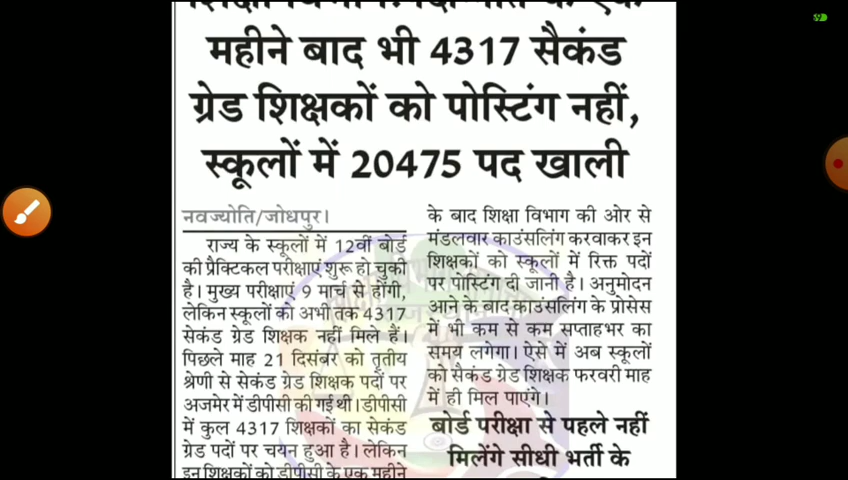 महीने बाद भी 4317 सैकंड
ग्रेड शिक्षकों को पोस्टिंग नहीं,
स्कूलों में 20475 पद खाली
नवज्योति/जोधपुर।
राज्य के स्कूलों में 12वीं बोर्ड
की प्रैक्टिकल परीक्षाएं शुरू हो चुकी
है। मुख्य परीक्षाएं 9 मार्च से होंगी,
लेकिन स्कूलों को अभी तक 4317
सेकंड ग्रेड शिक्षक नहीं मिले हैं।
पिछले माह 21 दिसंबर को तृतीय
श्रेणी से सेकंड ग्रेड शिक्षक पदों पर
अजमेर में डीपीसी की गई थी। डीपीसी
में कुल 4317 शिक्षकों का सेकंड
ग्रेड पदों पर चयन हुआ है। लेकिन
इन शिक्षकों को डीपीसी के एक महीने
के बाद शिक्षा विभाग की ओर से
मंडलवार काउंसलिंग करवाकर इन
शिक्षकों को स्कूलों में रिक्त पदों
पर पोस्टिंग दी जानी है। अनुमोदन
आने के बाद काउंसलिंग के प्रोसेस
में भी कम से कम सप्ताहभर का
समय लगेगा। ऐसे में अब स्कूलों
को सैकंड ग्रेड शिक्षक फरवरी माह
में ही मिल पाएंगे।
बोर्ड परीक्षा से पहले नहीं
मिलेंगे सीधी भर्ती के